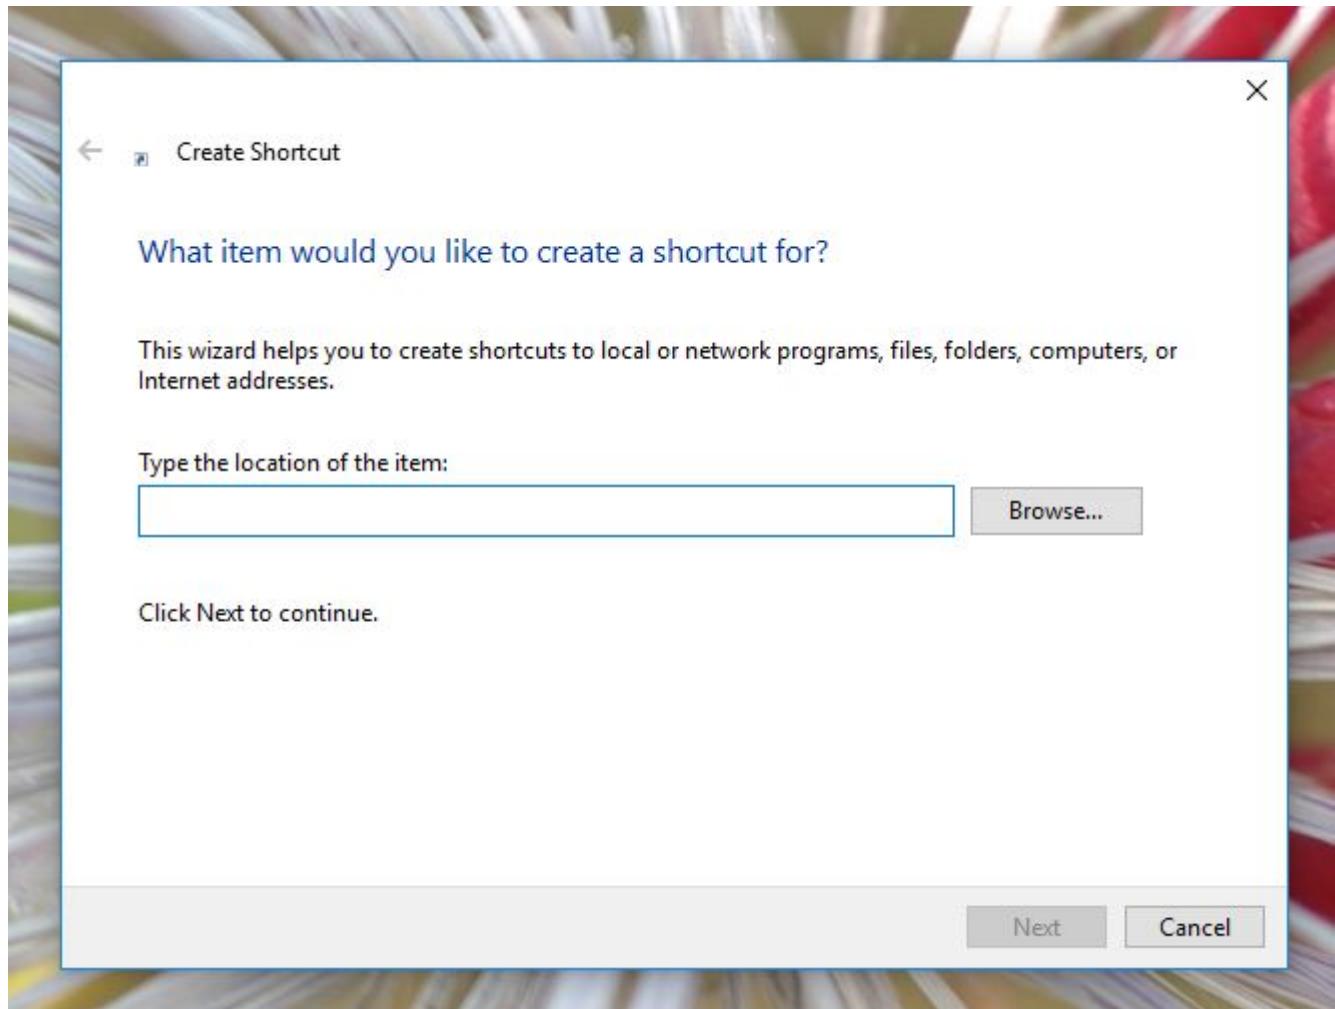 Create Shortcut
What item would you like to create a shortcut for?
This wizard helps you to create shortcuts to local or network programs, files, folders, computers, or
Internet addresses.
Type the location of the item:
Browse...
Click Next to continue.
Next
Cancel